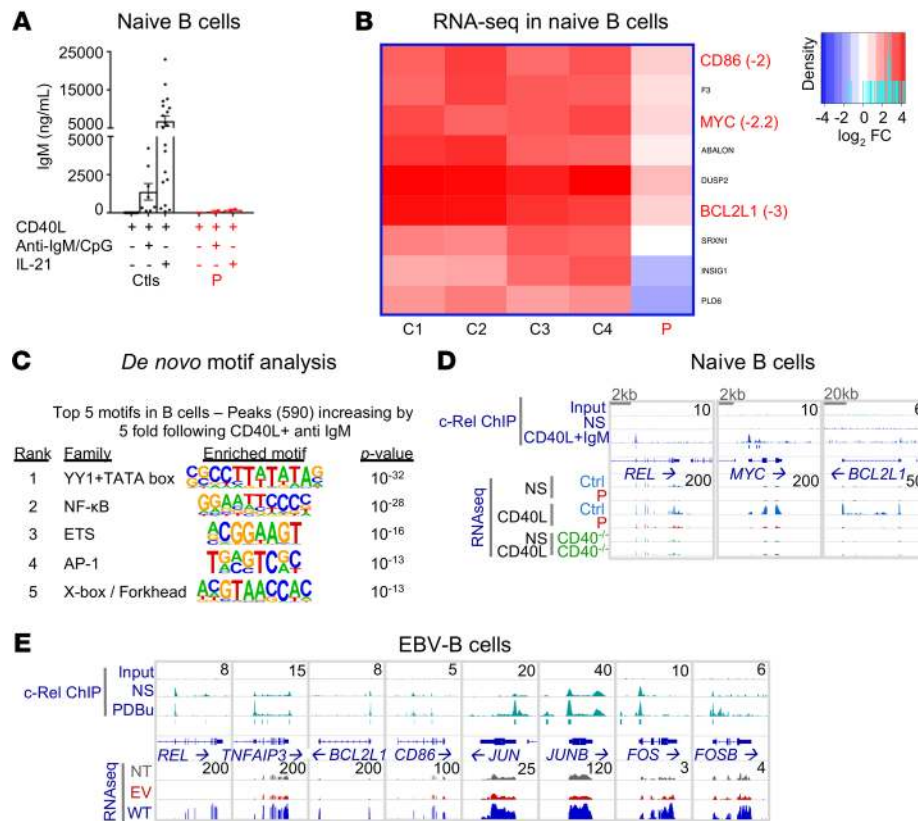 A
Naive B cells
25000
15000
5000
5000
2500
0
IgM (ng/mL)
CD40L + + + + + +
Anti-IgM/CpG - + - - + -
IL-21 - - + - - +
Ctls P
B
RNA-seq in naive B cells
CD86 (-2)
F3
MYC (-2.2)
ABALON
DUSP2
BCL2L1 (-3)
SRXN1
INSIG1
PLD6
C1 C2 C3 C4 P
Density
-4 -2 0 2 4
log2 FC
C
De novo motif analysis
Top 5 motifs in B cells – Peaks (590) increasing by
5 fold following CD40L+ anti IgM
Rank Family Enriched motif p-value
1 YY1+TATA box 10-32
2 NF-κB 10-28
3 ETS 10-16
4 AP-1 10-13
5 X-box / Forkhead 10-13
D
Naive B cells
2kb 2kb 20kb
c-Rel ChIP
Input 10 10 6
NS
CD40L+IgM
REL → MYC → ← BCL2L1
200 200 50
RNAseq
NS Ctrl
P
CD40L Ctrl
P
NS CD40-/-
CD40L CD40-/-
E
EBV-B cells
c-Rel ChIP
Input 8 15 8 5 20 40 10 6
NS
PDBu
REL → TNFAIP3 → ← BCL2L1 CD86 → ← JUN JUNB → FOS → FOSB →
200 200 200 100 25 120 3 4
RNAseq
NT
EV
WT